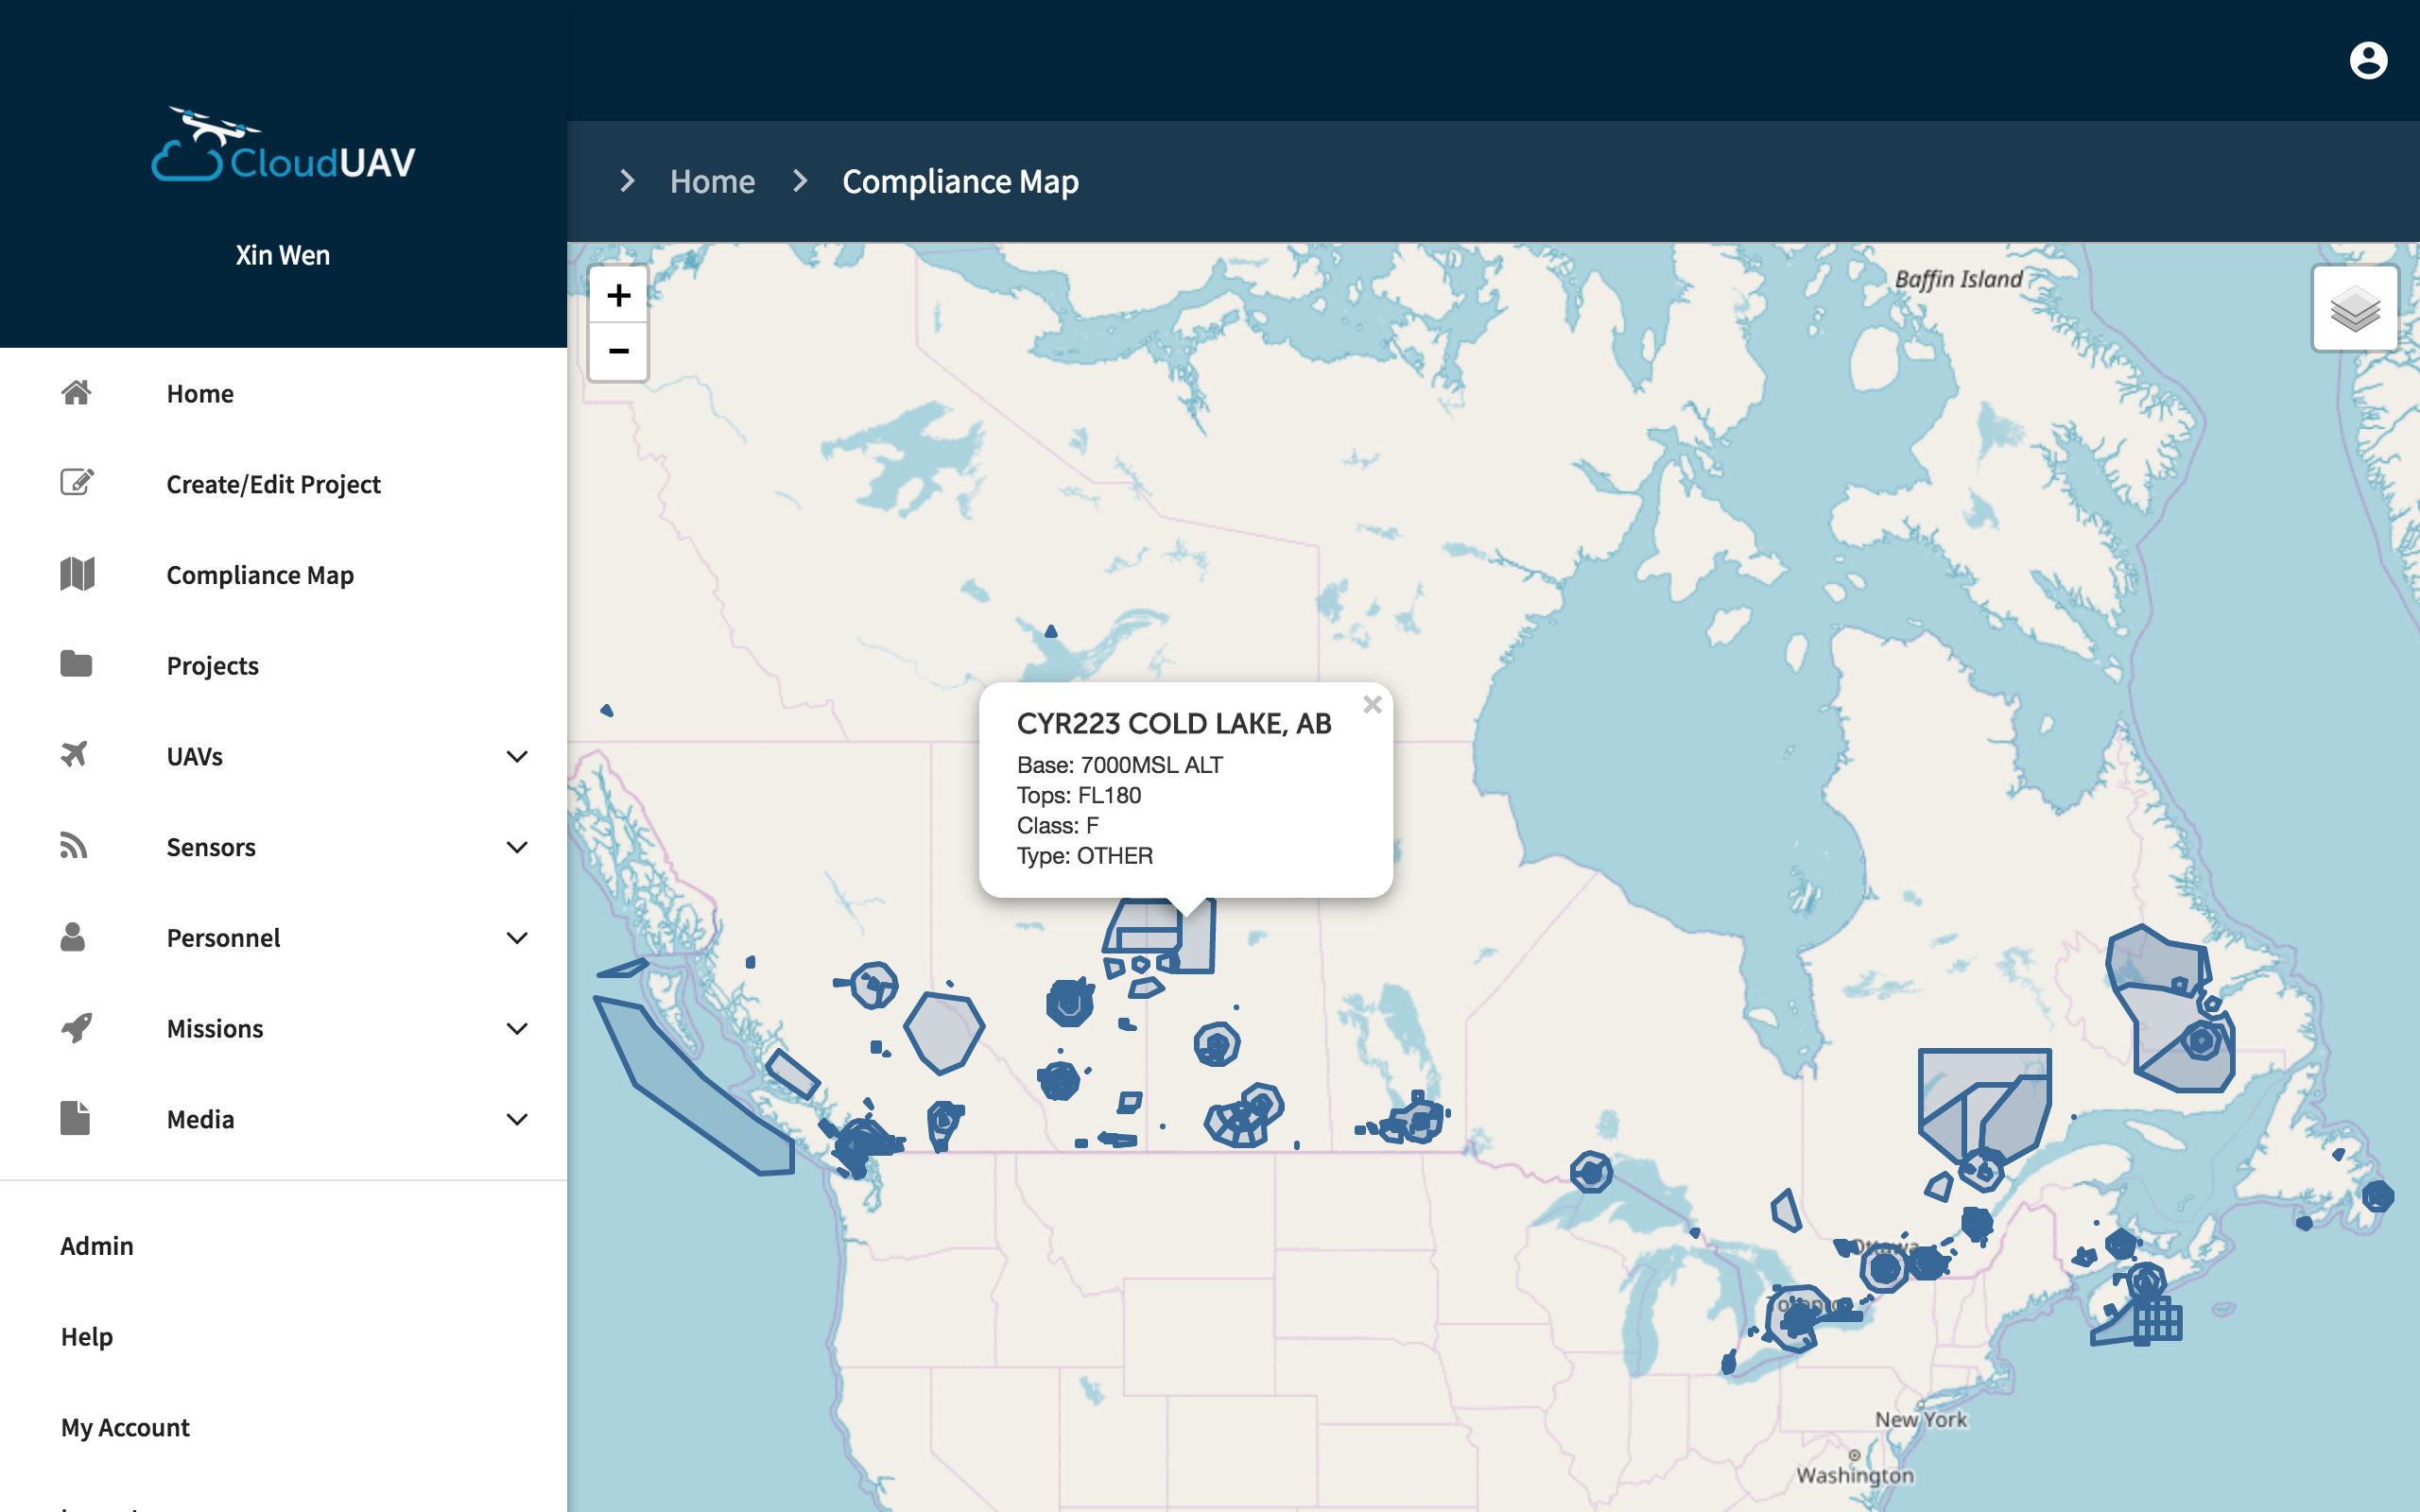 CloudUAV
Xin Wen
Home
Create/Edit Project
Compliance Map
Projects
UAVs
Sensors
Personnel
Missions
Media
Admin
Help
My Account
Home
Compliance Map
+
−
Baffin Island
CYR223 COLD LAKE, AB
×
Base: 7000MSL ALT
Tops: FL180
Class: F
Type: OTHER
Ottawa
Toronto
New York
Washington